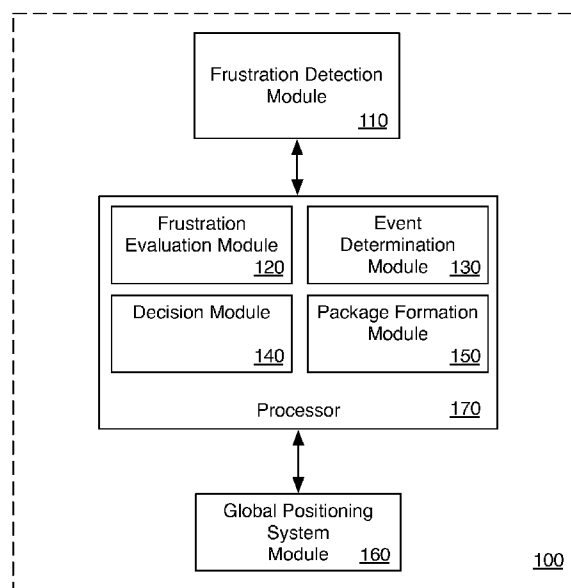 Frustration Detection
Module
110
Frustration
Evaluation Module
120
Event
Determination
Module 130
Decision Module
140
Package Formation
Module
150
Processor 170
Global Positioning
System
Module 160
100